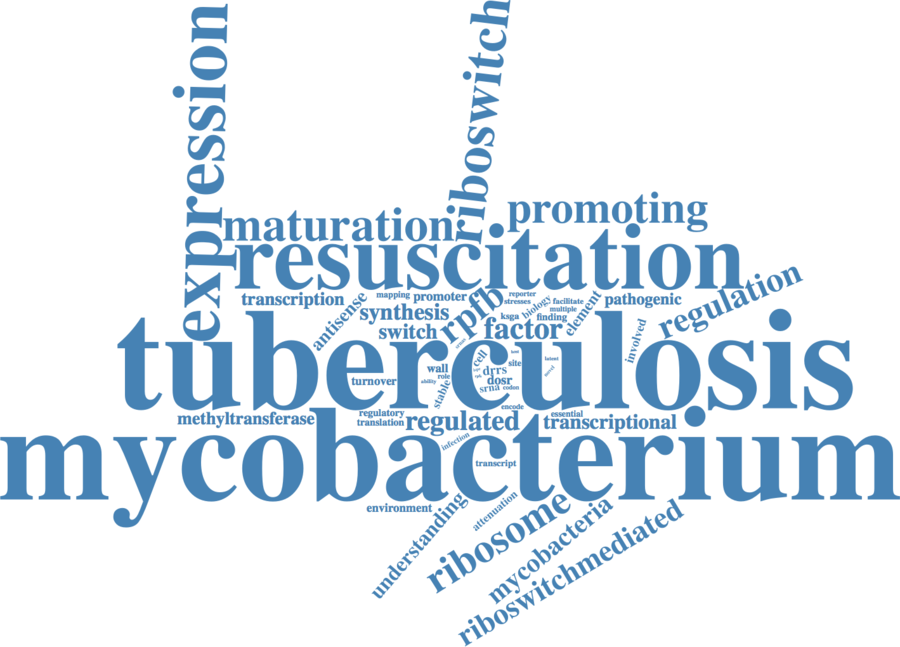 expression
riboswitch
maturation
promoting
resuscitation
regulation
transcription
mapping
promoter
rpfb
reporter
stresses
biology
facilitate
multiple
element
pathogenic
antisense
synthesis
switch
ksga
finding
factor
involved
tuberculosis
wall
role
cell
site
drrs
dosr
srna
codon
latent
turnover
ability
stable
encode
methyltransferase
regulatory
translation
regulated
essential
transcriptional
mycobacterium
infection
transcript
environment
attenuation
understanding
ribosome
mycobacteria
riboswitchmediated